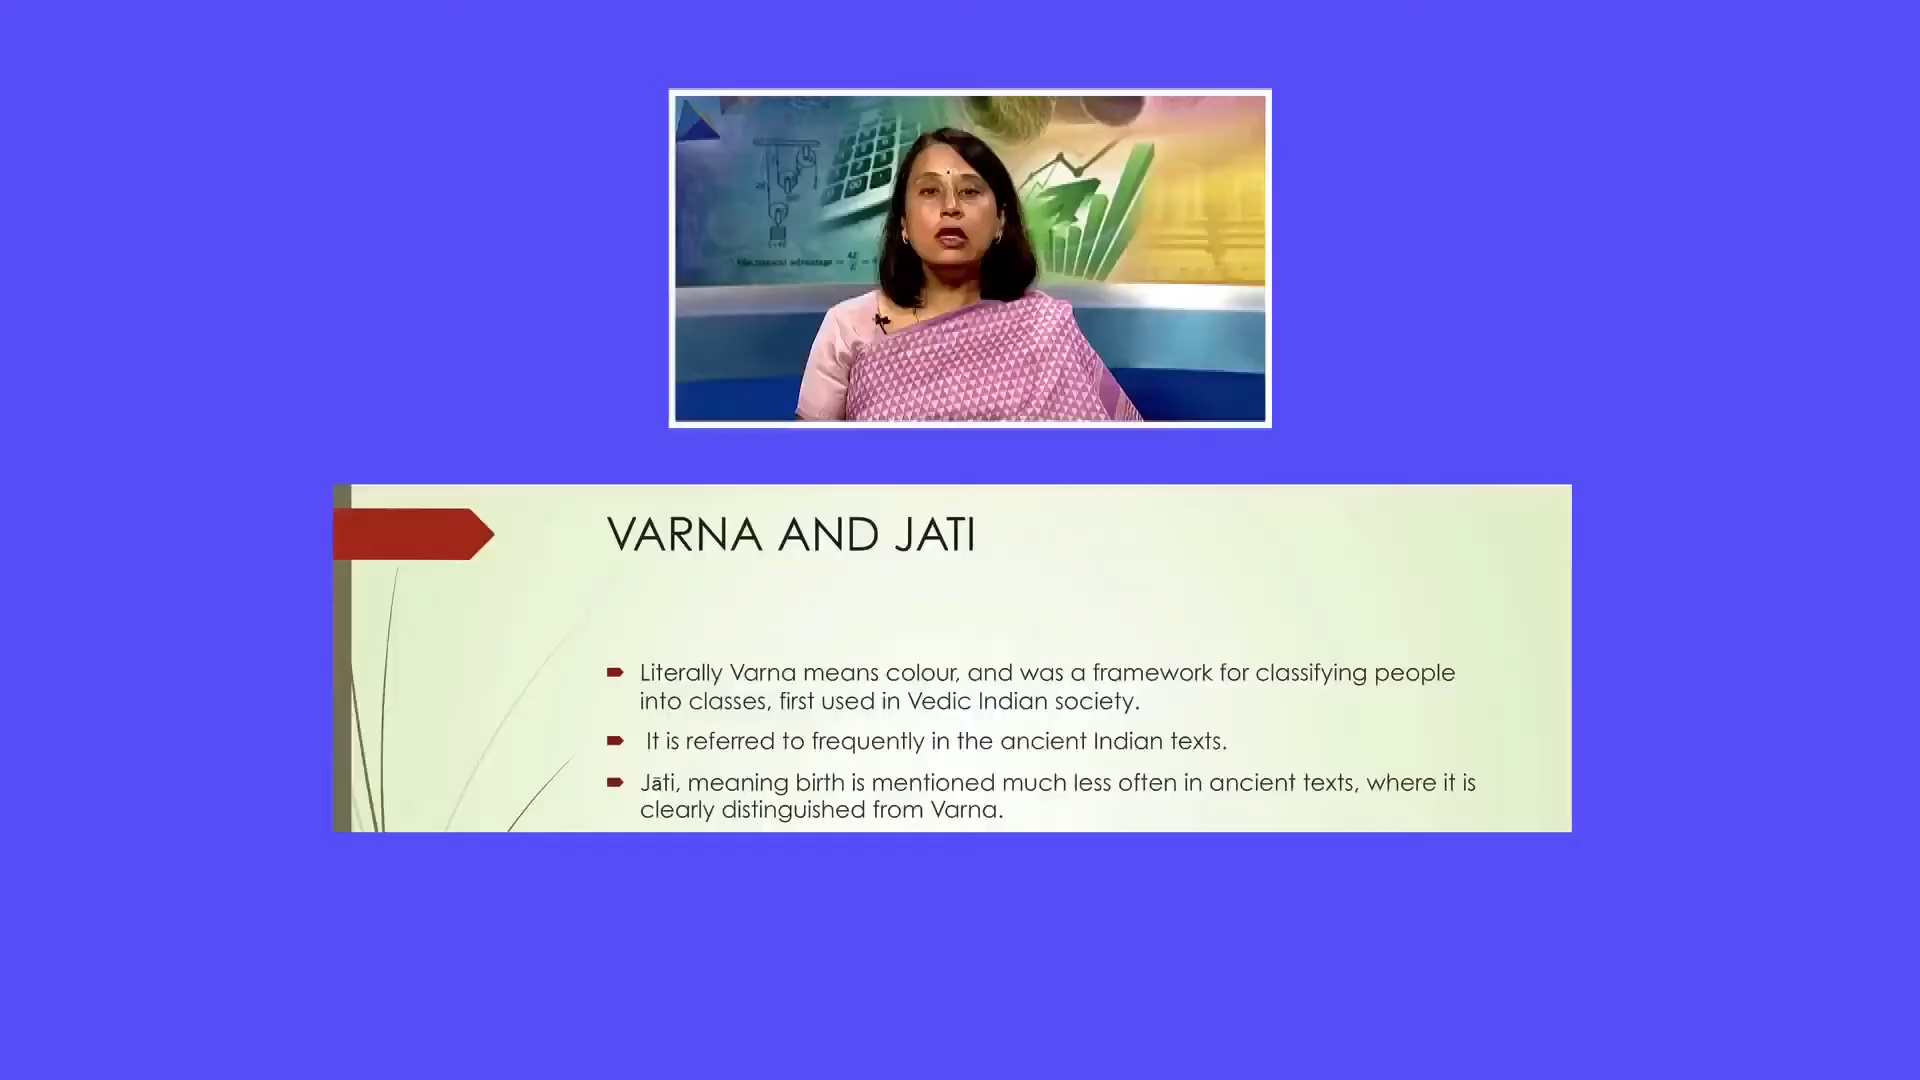 VARNA AND JATI
Literally Varna means colour, and was a framework for classifying people
into classes, first used in Vedic Indian society.
It is referred to frequently in the ancient Indian texts.
Jāti, meaning birth is mentioned much less often in ancient texts, where it is
clearly distinguished from Varna.